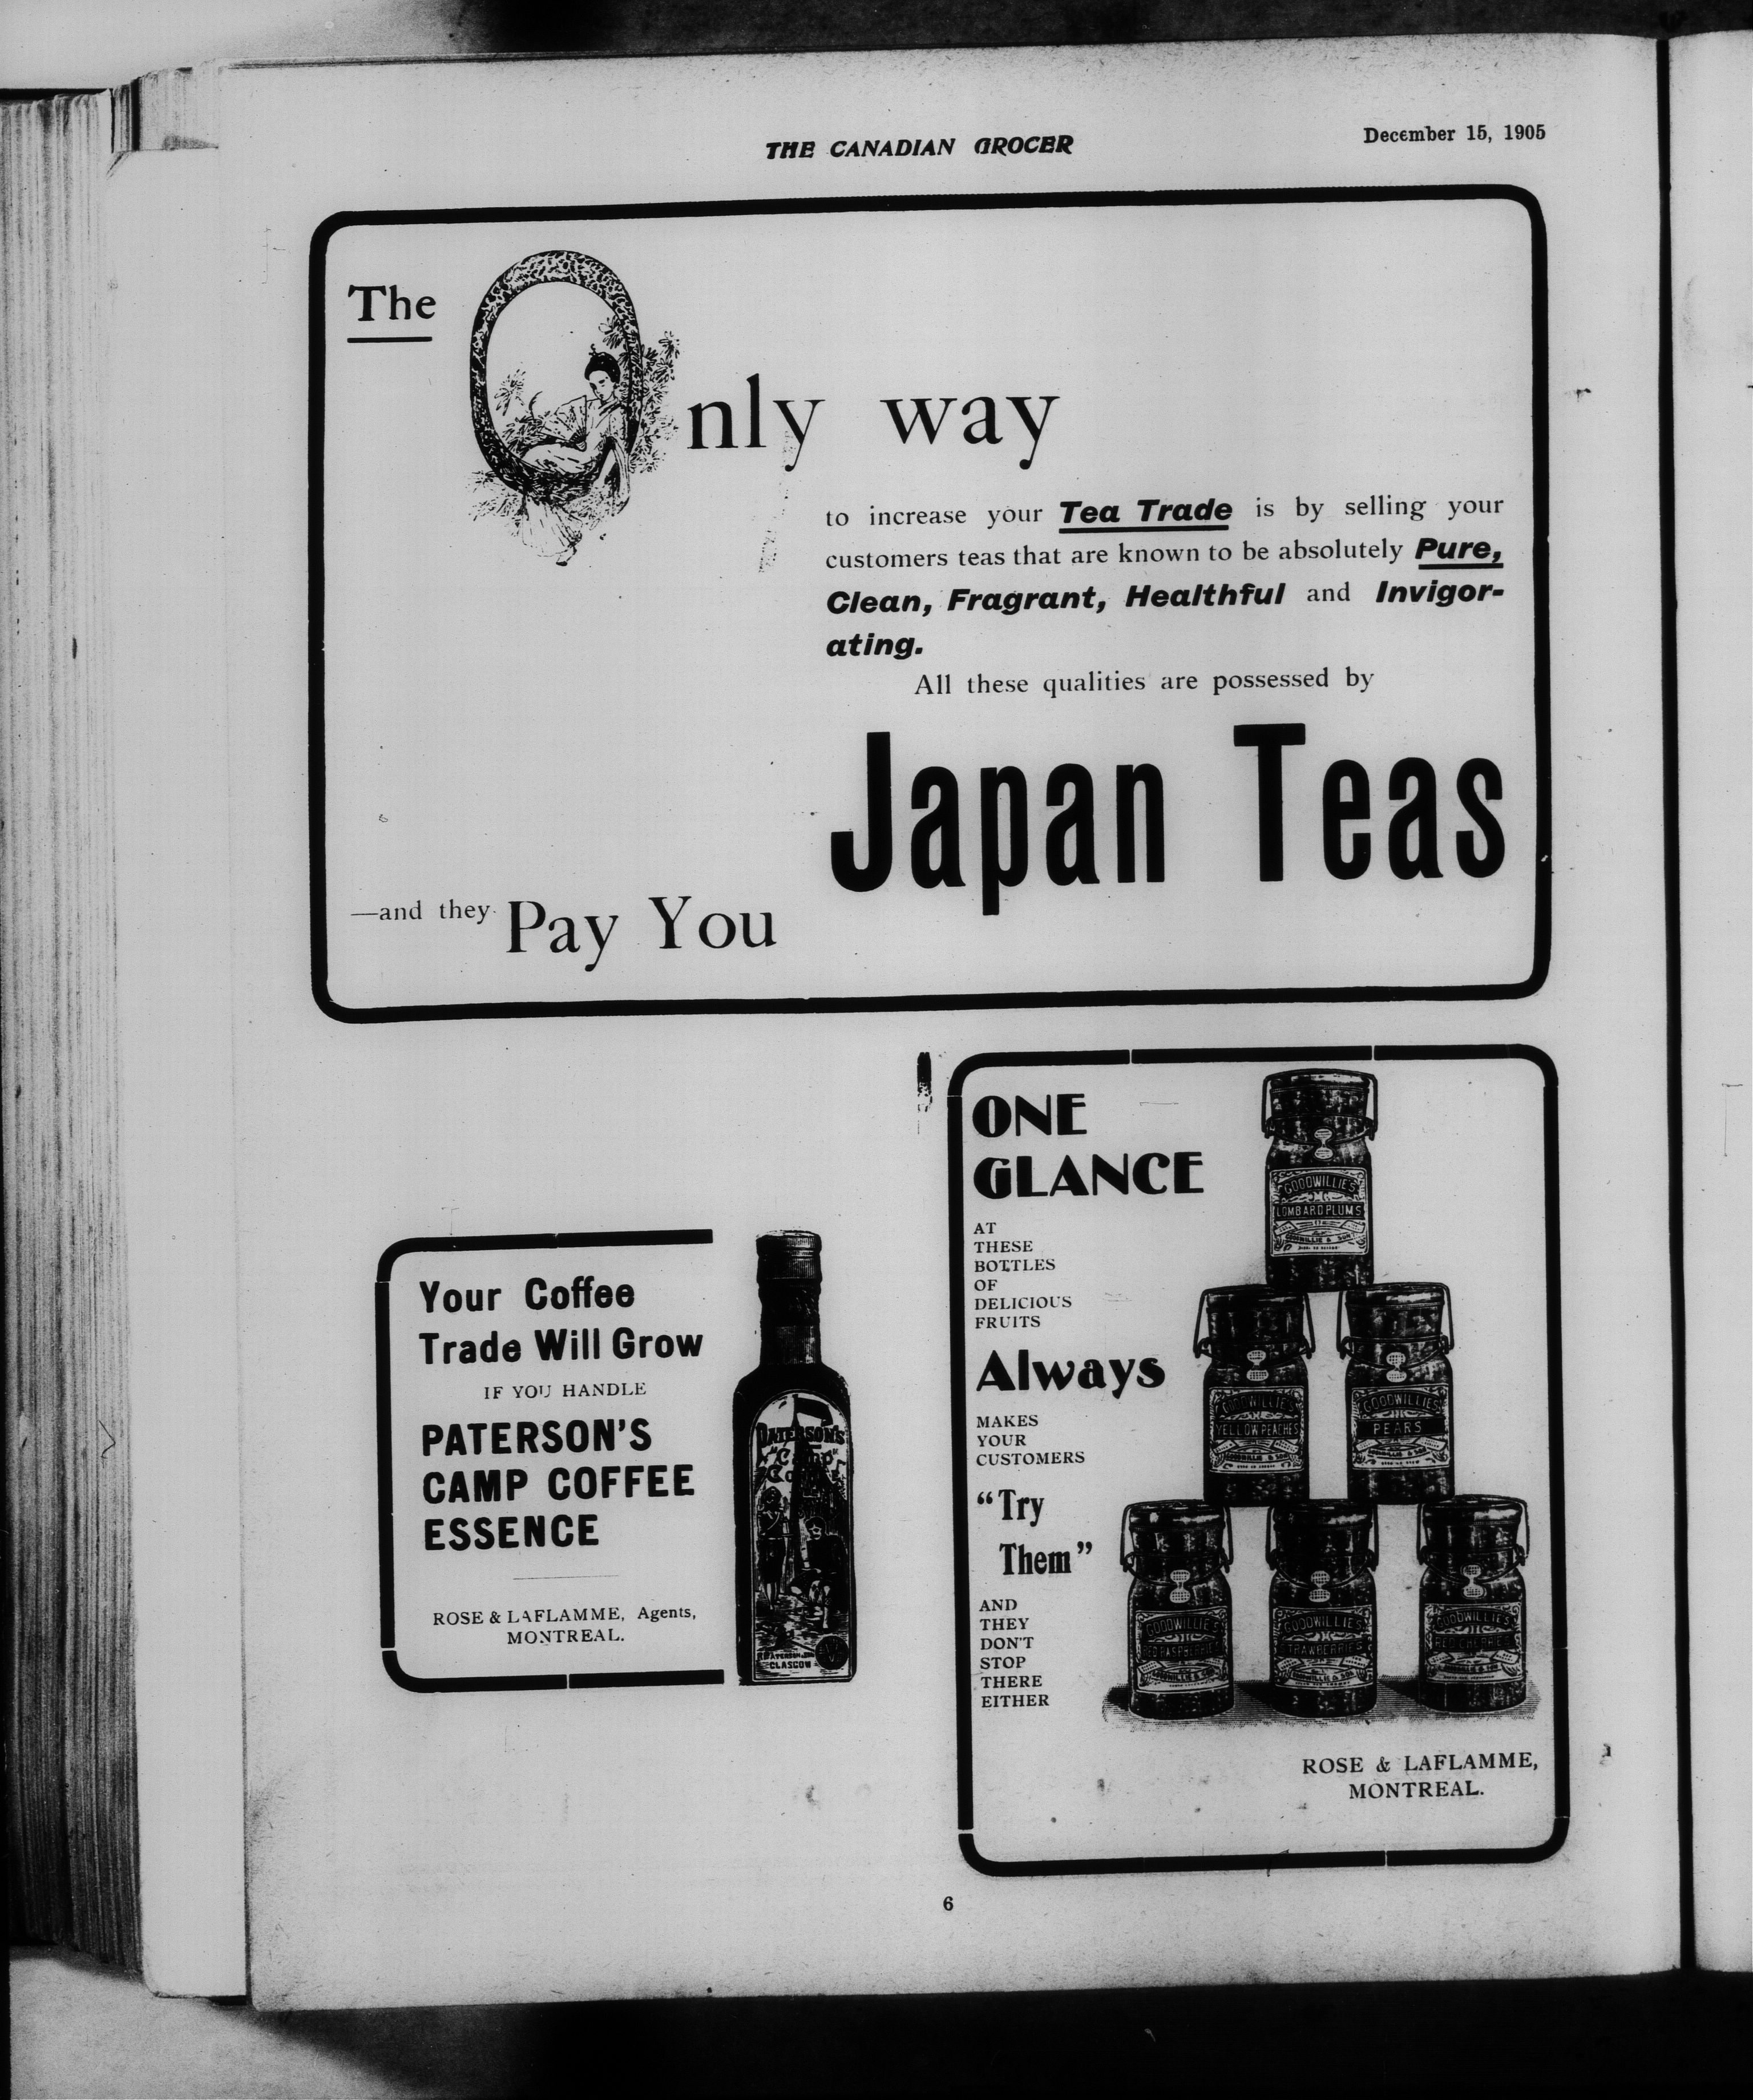 THE CANADIAN GROCER
December 15, 1905
The
Only way
to increase your Tea Trade is by selling your
customers teas that are known to be absolutely Pure,
Clean, Fragrant, Healthful and Invigor-
ating.
All these qualities are possessed by
Japan Teas
—and they Pay You
Your Coffee
Trade Will Grow
IF YOU HANDLE
PATERSON'S
CAMP COFFEE
ESSENCE
ROSE & LAFLAMME, Agents,
MONTREAL.
PATERSON'S
"Camp"
GLASGOW
ONE
GLANCE
AT
THESE
BOTTLES
OF
DELICIOUS
FRUITS
Always
MAKES
YOUR
CUSTOMERS
"Try
Them"
AND
THEY
DON'T
STOP
THERE
EITHER
GOODWILLIE'S
LOMBARD PLUMS
GOODWILLIE & SON
GOODWILLIE'S
YELLOW PEACHES
GOODWILLIE'S
PEARS
GOODWILLIE'S
RED RASPBERRIES
GOODWILLIE'S
STRAWBERRIES
GOODWILLIE'S
RED CHERRIES
ROSE & LAFLAMME,
MONTREAL.
6